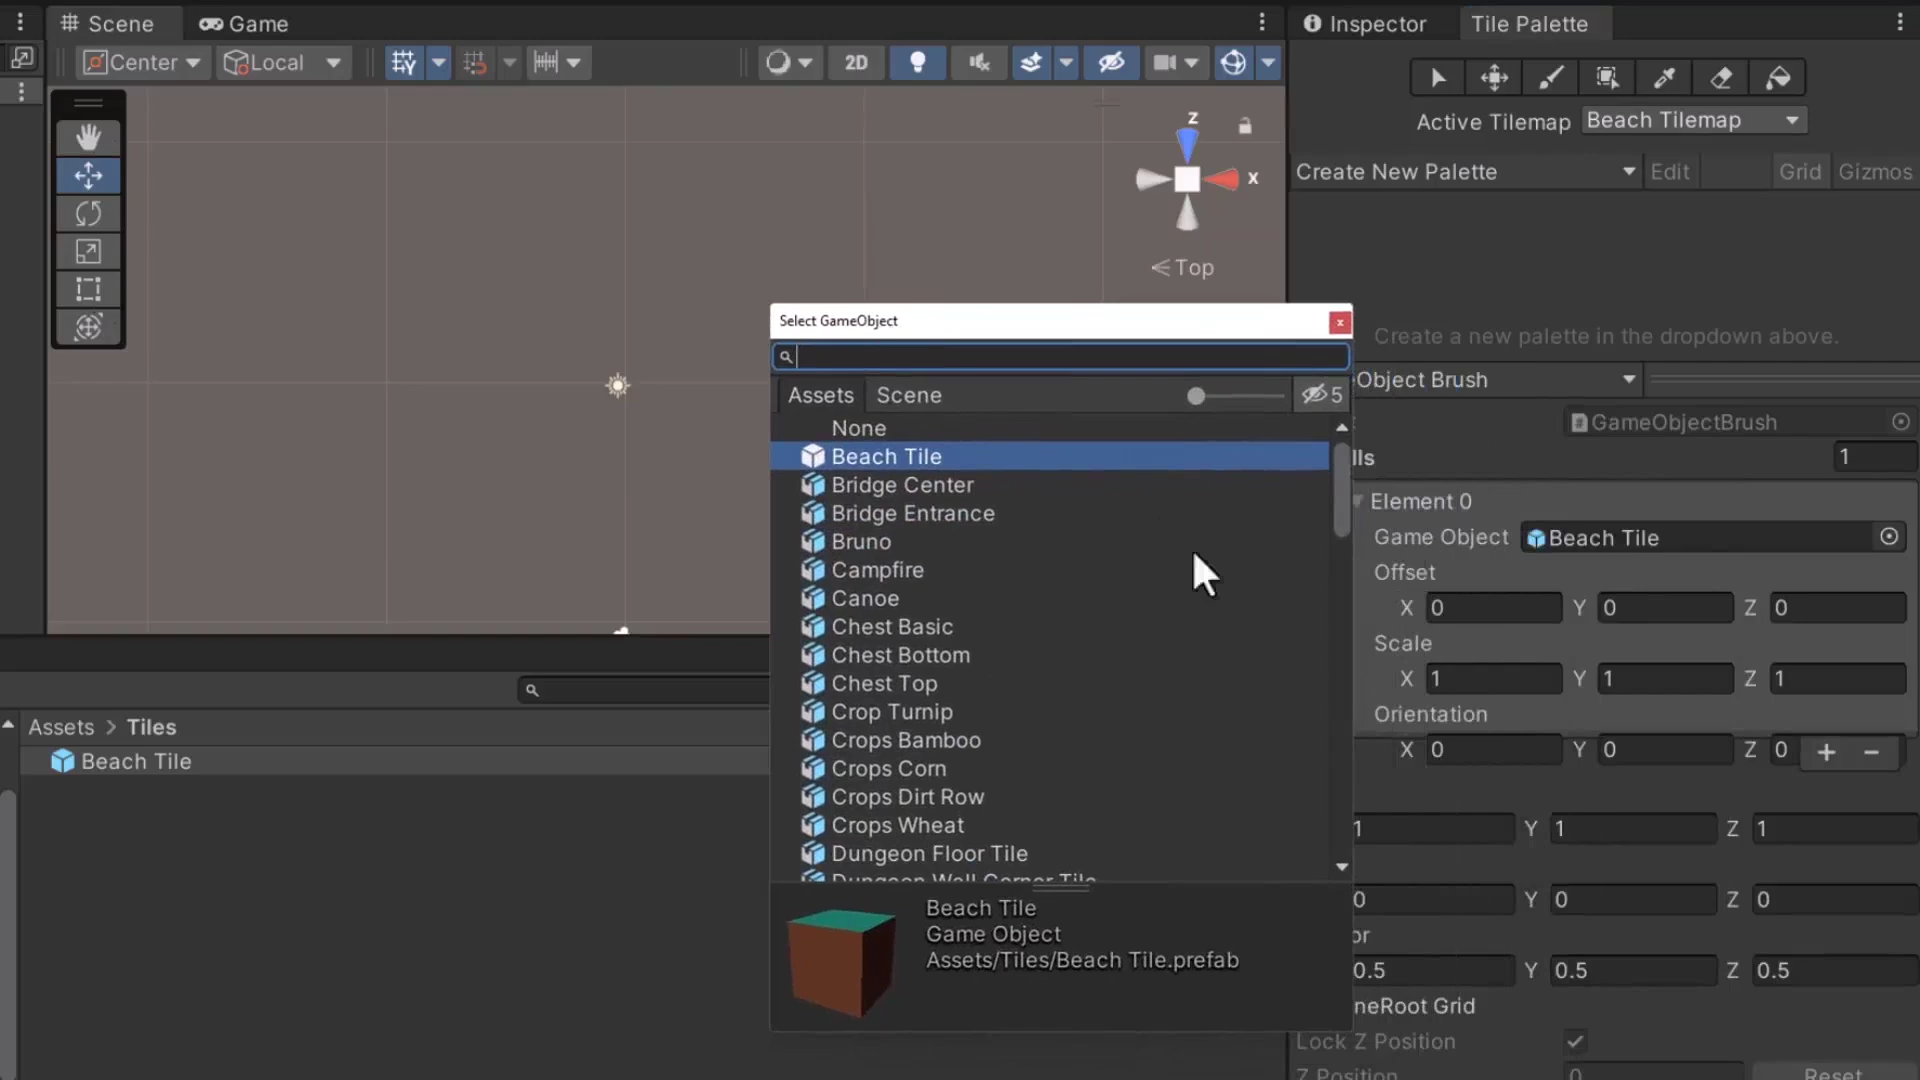 Scene Game
Center Local 2D
Z
X
Top
Inspector Tile Palette
Active Tilemap Beach Tilemap
Create New Palette Edit Grid Gizmos
Create a new palette in the dropdown above.
Object Brush
GameObjectBrush
lls 1
Element 0
Game Object Beach Tile
Offset
X 0 Y 0 Z 0
Scale
X 1 Y 1 Z 1
Orientation
X 0 Y 0 Z 0 + −
1 Y 1 Z 1
0 Y 0 Z 0
or
0.5 Y 0.5 Z 0.5
neRoot Grid
Lock Z Position
Z Position 0 Reset
Select GameObject
Assets Scene 5
None
Beach Tile
Bridge Center
Bridge Entrance
Bruno
Campfire
Canoe
Chest Basic
Chest Bottom
Chest Top
Crop Turnip
Crops Bamboo
Crops Corn
Crops Dirt Row
Crops Wheat
Dungeon Floor Tile
Dungeon Wall Corner Tile
Beach Tile
Game Object
Assets/Tiles/Beach Tile.prefab
Assets > Tiles
Beach Tile